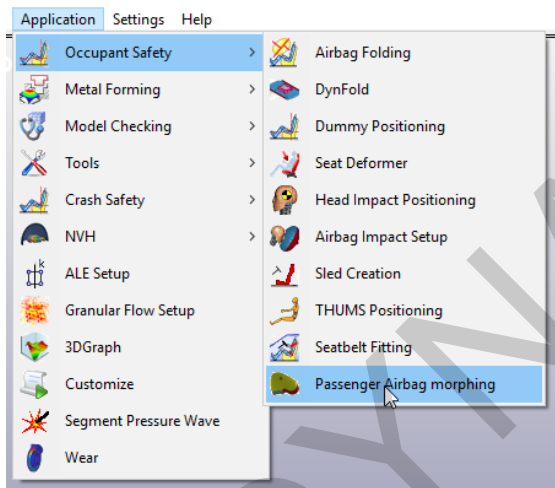 Application Settings Help
Occupant Safety
Metal Forming
Model Checking
Tools
Crash Safety
NVH
ALE Setup
Granular Flow Setup
3DGraph
Customize
Segment Pressure Wave
Wear
Airbag Folding
DynFold
Dummy Positioning
Seat Deformer
Head Impact Positioning
Airbag Impact Setup
Sled Creation
THUMS Positioning
Seatbelt Fitting
Passenger Airbag morphing